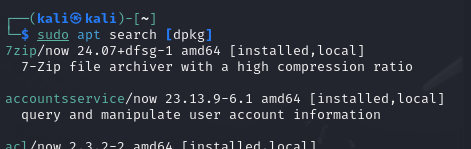 ┌──(kali㉿kali)-[~]
└─$ sudo apt search [dpkg]
7zip/now 24.07+dfsg-1 amd64 [installed,local]
  7-Zip file archiver with a high compression ratio

accountsservice/now 23.13.9-6.1 amd64 [installed,local]
  query and manipulate user account information

acl/now 2.3.2-2 amd64 [installed,local]